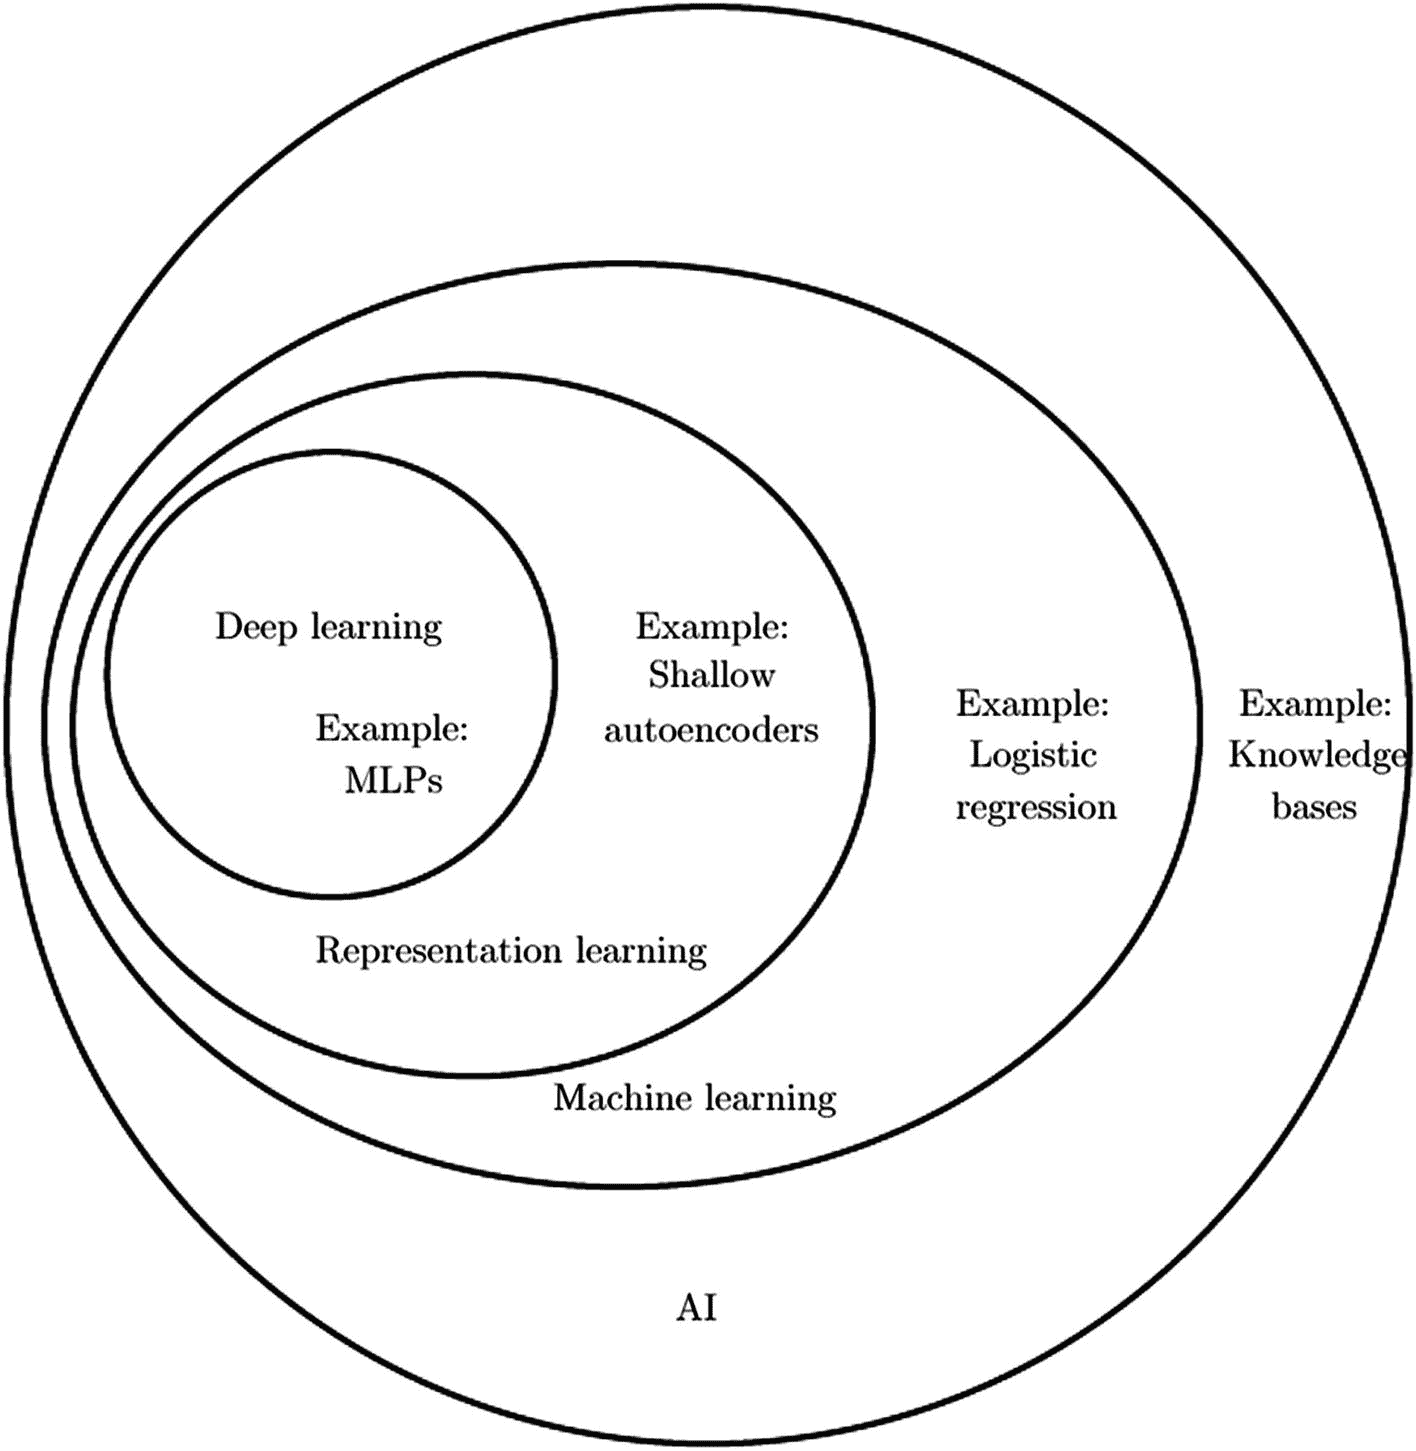 Deep learning
Example:
MLPs
Example:
Shallow
autoencoders
Example:
Logistic
regression
Example:
Knowledge
bases
Representation learning
Machine learning
AI